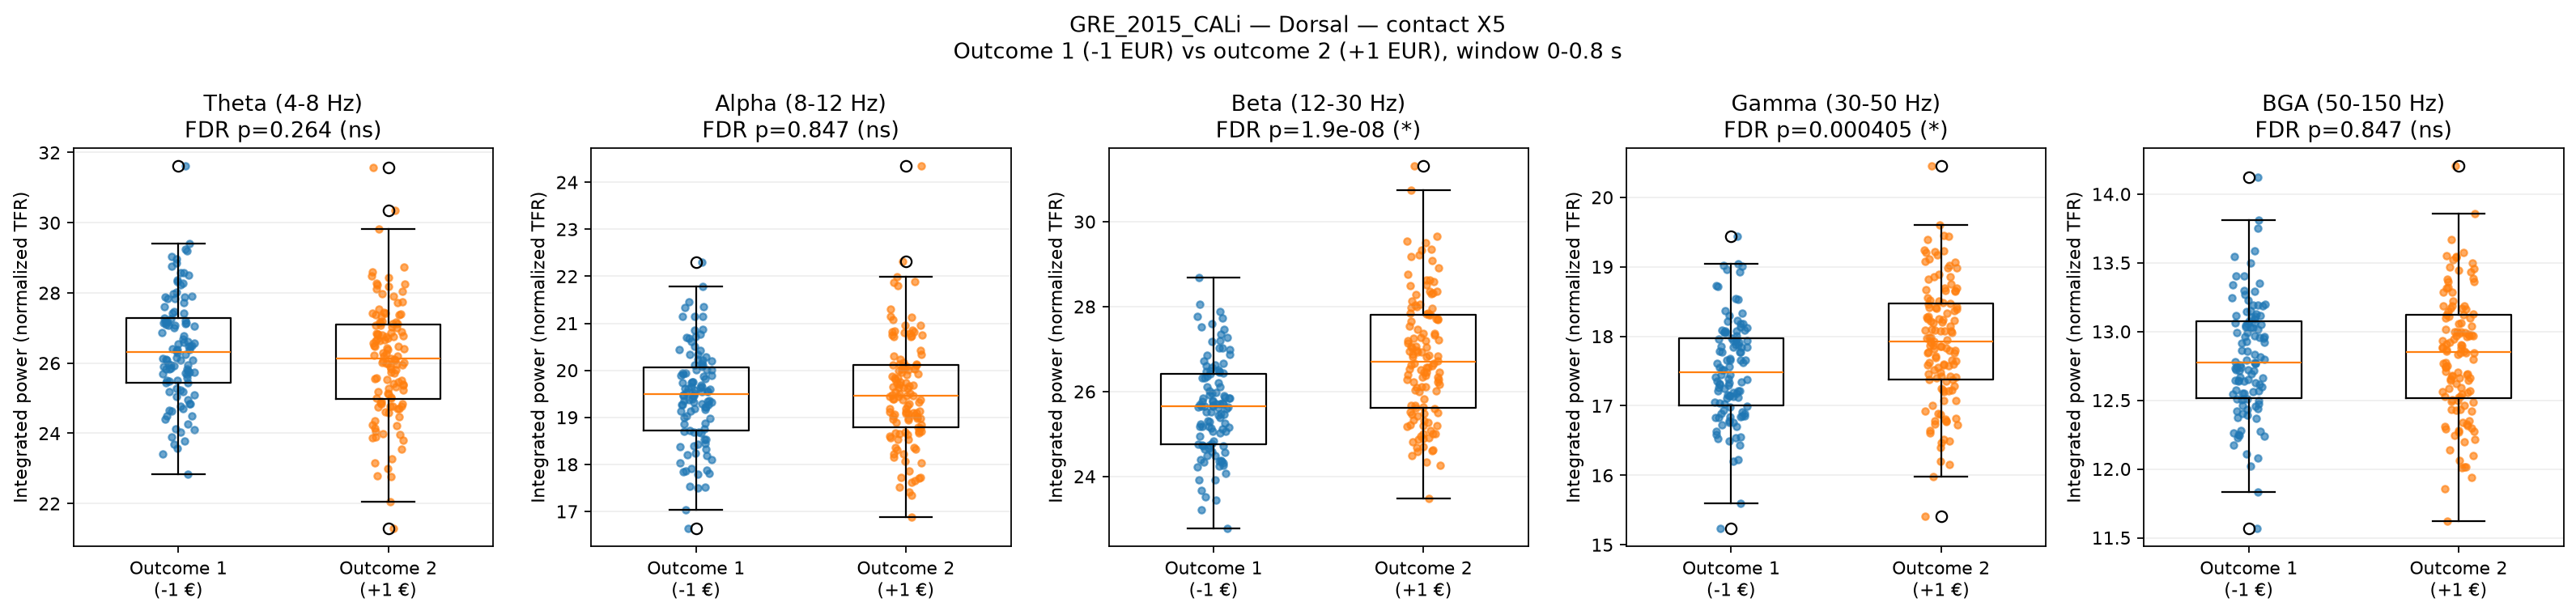 GRE_2015_CALi — Dorsal — contact X5
Outcome 1 (-1 EUR) vs outcome 2 (+1 EUR), window 0-0.8 s
Theta (4-8 Hz)
FDR p=0.264 (ns)
Integrated power (normalized TFR)
32
30
28
26
24
22
Outcome 1
(-1 €)
Outcome 2
(+1 €)
Alpha (8-12 Hz)
FDR p=0.847 (ns)
Integrated power (normalized TFR)
24
23
22
21
20
19
18
17
Outcome 1
(-1 €)
Outcome 2
(+1 €)
Beta (12-30 Hz)
FDR p=1.9e-08 (*)
Integrated power (normalized TFR)
30
28
26
24
Outcome 1
(-1 €)
Outcome 2
(+1 €)
Gamma (30-50 Hz)
FDR p=0.000405 (*)
Integrated power (normalized TFR)
20
19
18
17
16
15
Outcome 1
(-1 €)
Outcome 2
(+1 €)
BGA (50-150 Hz)
FDR p=0.847 (ns)
Integrated power (normalized TFR)
14.0
13.5
13.0
12.5
12.0
11.5
Outcome 1
(-1 €)
Outcome 2
(+1 €)